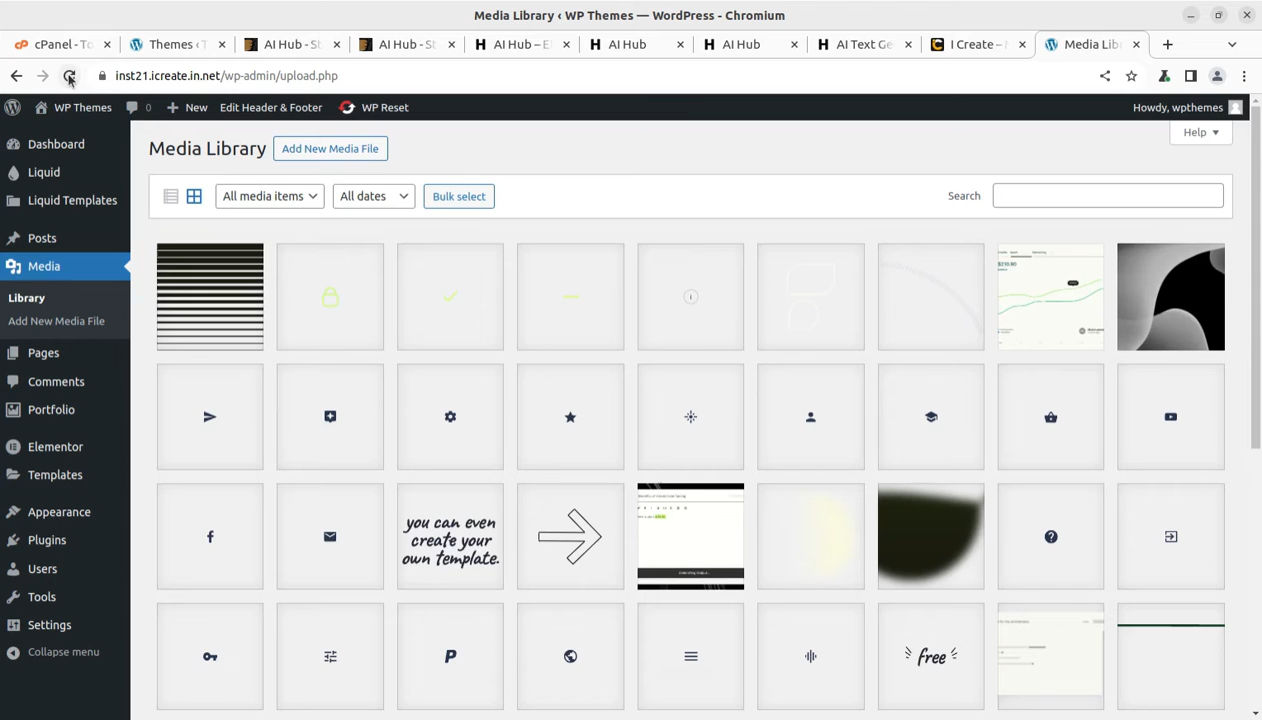 Media Library ‹ WP Themes — WordPress - Chromium
cPanel - To
Themes ‹ T
AI Hub - St
AI Hub - St
AI Hub – El
AI Hub
AI Hub
AI Text Ge
I Create – A
Media Lib
inst21.icreate.in.net/wp-admin/upload.php
WP Themes
0
New
Edit Header & Footer
WP Reset
Howdy, wpthemes
Dashboard
Liquid
Liquid Templates
Posts
Media
Library
Add New Media File
Pages
Comments
Portfolio
Elementor
Templates
Appearance
Plugins
Users
Tools
Settings
Collapse menu
Media Library
Add New Media File
Help
All media items
All dates
Bulk select
Search
you can even
create your
own template.
free